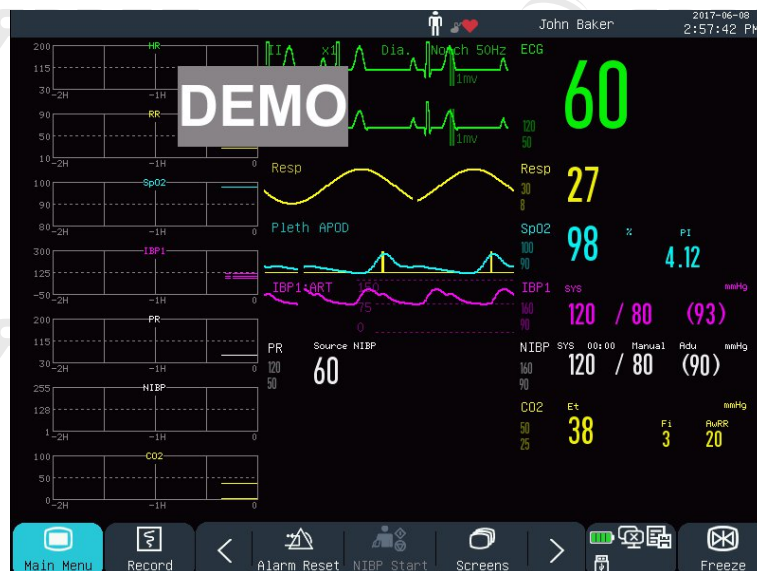 John Baker
2017-06-08
2:57:42 PM
200
HR
115
30
-2H
-1H
90
RR
50
10
-2H
-1H
0
100
SpO2
90
80
-2H
-1H
0
300
IBP1
125
-50
-2H
-1H
0
200
PR
115
30
-2H
-1H
0
255
NIBP
128
1
-2H
-1H
0
100
CO2
50
0
-2H
-1H
0
DEMO
II
x1
Dia.
Notch 50Hz
1mv
1mv
Resp
Pleth APOD
IBP1:ART
150
75
0
PR
Source NIBP
120
50
60
ECG
120
50
60
Resp
30
8
27
SpO2
100
90
98
%
PI
4.12
IBP1
SYS
mmHg
160
90
120 / 80 (93)
NIBP
SYS 00:00 Manual Adu mmHg
160
90
120 / 80 (90)
CO2
Et
mmHg
50
25
38
Fi
3
AwRR
20
Main Menu
Record
Alarm Reset
NIBP Start
Screens
Freeze